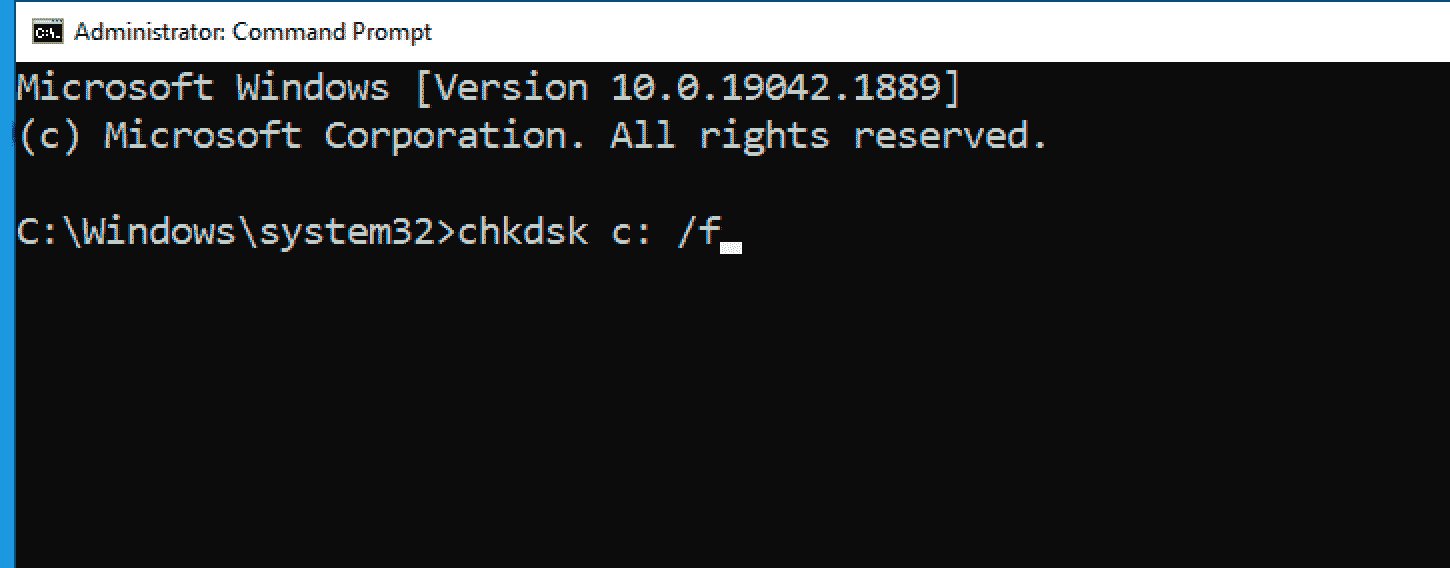 Administrator: Command Prompt
Microsoft Windows [Version 10.0.19042.1889]
(c) Microsoft Corporation. All rights reserved.
C:\Windows\system32>chkdsk c: /f